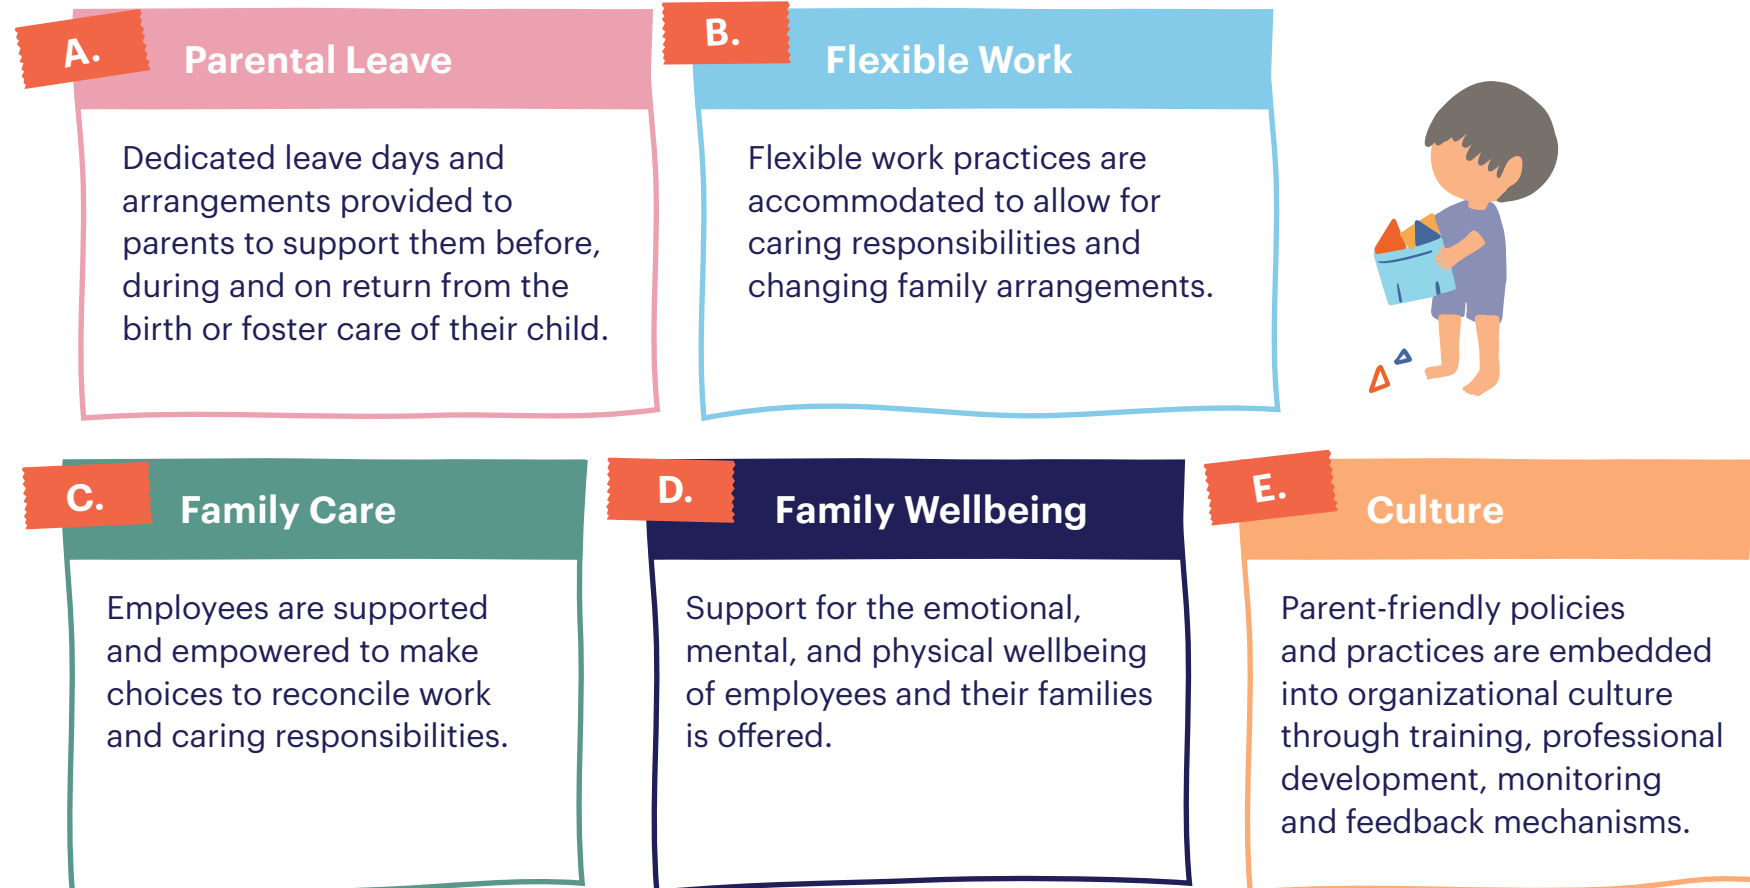 A.
Parental Leave
Dedicated leave days and
arrangements provided to
parents to support them before,
during and on return from the
birth or foster care of their child.
B.
Flexible Work
Flexible work practices are
accommodated to allow for
caring responsibilities and
changing family arrangements.
C.
Family Care
Employees are supported
and empowered to make
choices to reconcile work
and caring responsibilities.
D.
Family Wellbeing
Support for the emotional,
mental, and physical wellbeing
of employees and their families
is offered.
E.
Culture
Parent-friendly policies
and practices are embedded
into organizational culture
through training, professional
development, monitoring
and feedback mechanisms.